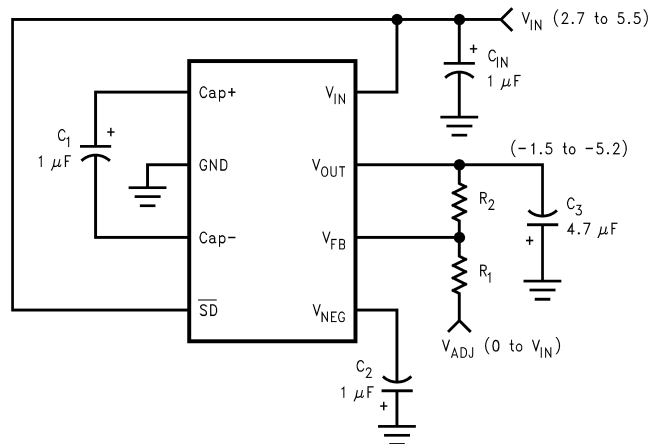 V_IN (2.7 to 5.5)
C_IN
1 μF
Cap+
V_IN
C_1
1 μF
+
+
GND
V_OUT
(-1.5 to -5.2)
R_2
C_3
4.7 μF
+
Cap-
V_FB
R_1
S̅D̅
V_NEG
V_ADJ (0 to V_IN)
C_2
1 μF
+